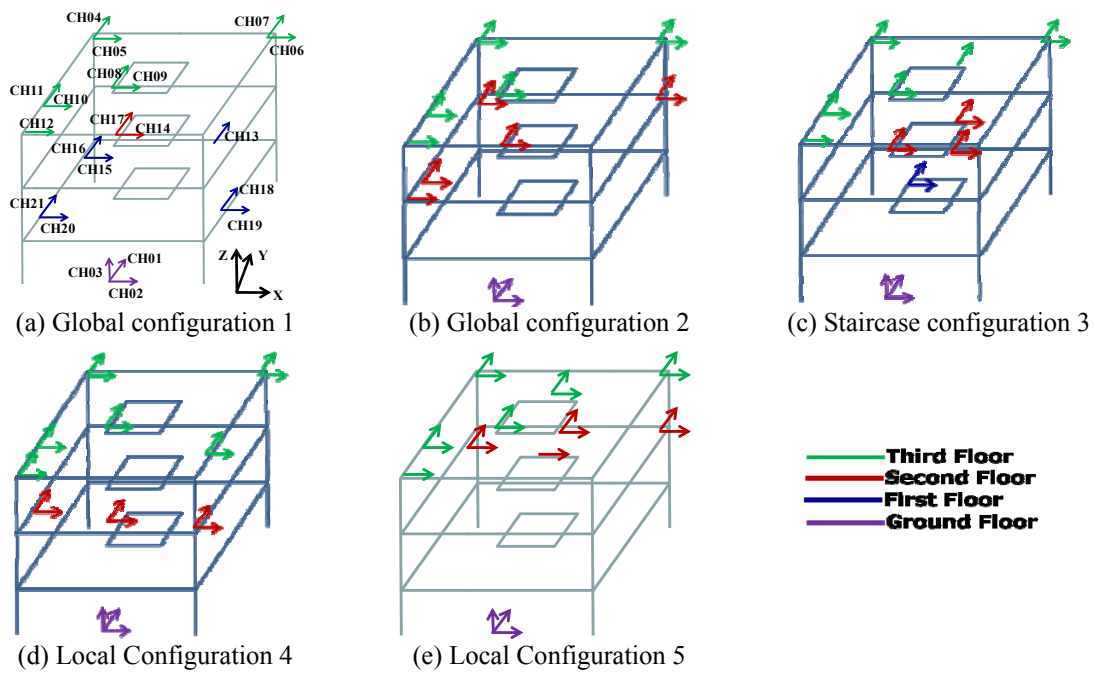 CH04
CH07
CH05
CH06
CH08
CH09
CH11
CH10
CH12
CH17
CH14
CH13
CH16
CH15
CH18
CH21
CH19
CH20
CH01
CH03
CH02
Z
Y
X
(a) Global configuration 1
(b) Global configuration 2
(c) Staircase configuration 3
Third Floor
Second Floor
First Floor
Ground Floor
(d) Local Configuration 4
(e) Local Configuration 5